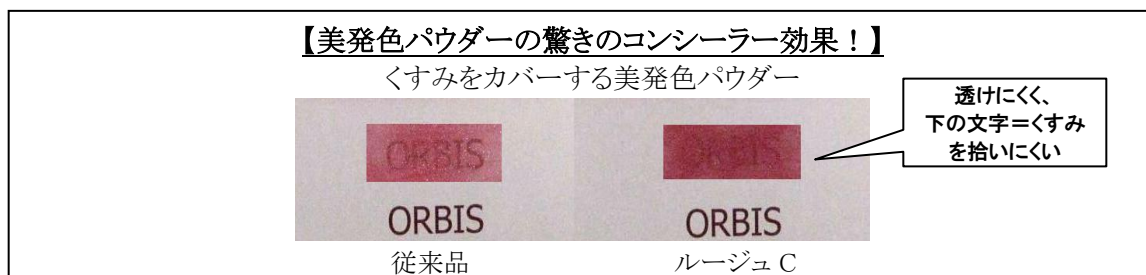 【美発色パウダーの驚きのコンシーラー効果！】
くすみをカバーする美発色パウダー
透けにくく、
下の文字＝くすみ
を拾いにくい
ORBIS
ORBIS
ORBIS
ORBIS
従来品
ルージュ C